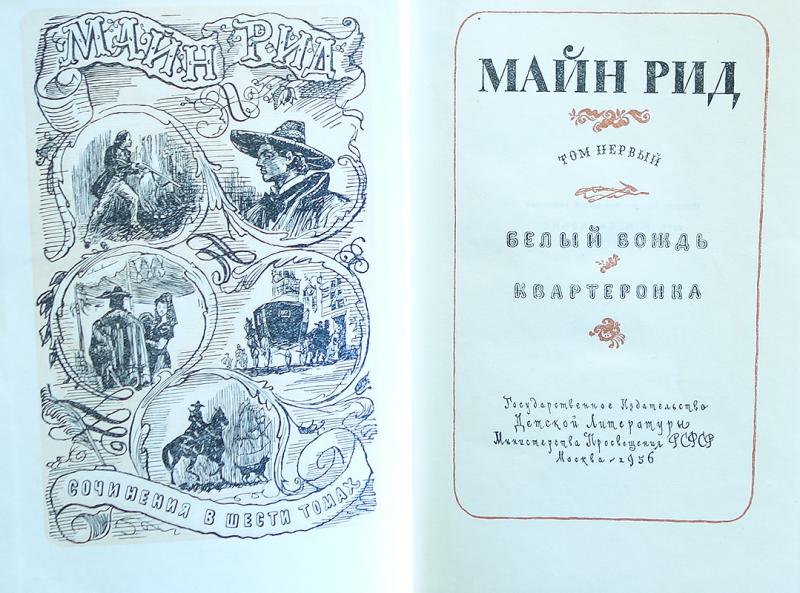 МАЙН РИД
СОЧИНЕНИЯ В ШЕСТИ ТОМАХ
МАЙН РИД
ТОМ ПЕРВЫЙ
БЕЛЫЙ ВОЖДЬ
КВАРТЕРОНКА
Государственное Издательство
Детской Литературы
Министерства Просвещения РСФСР
Москва - 1956